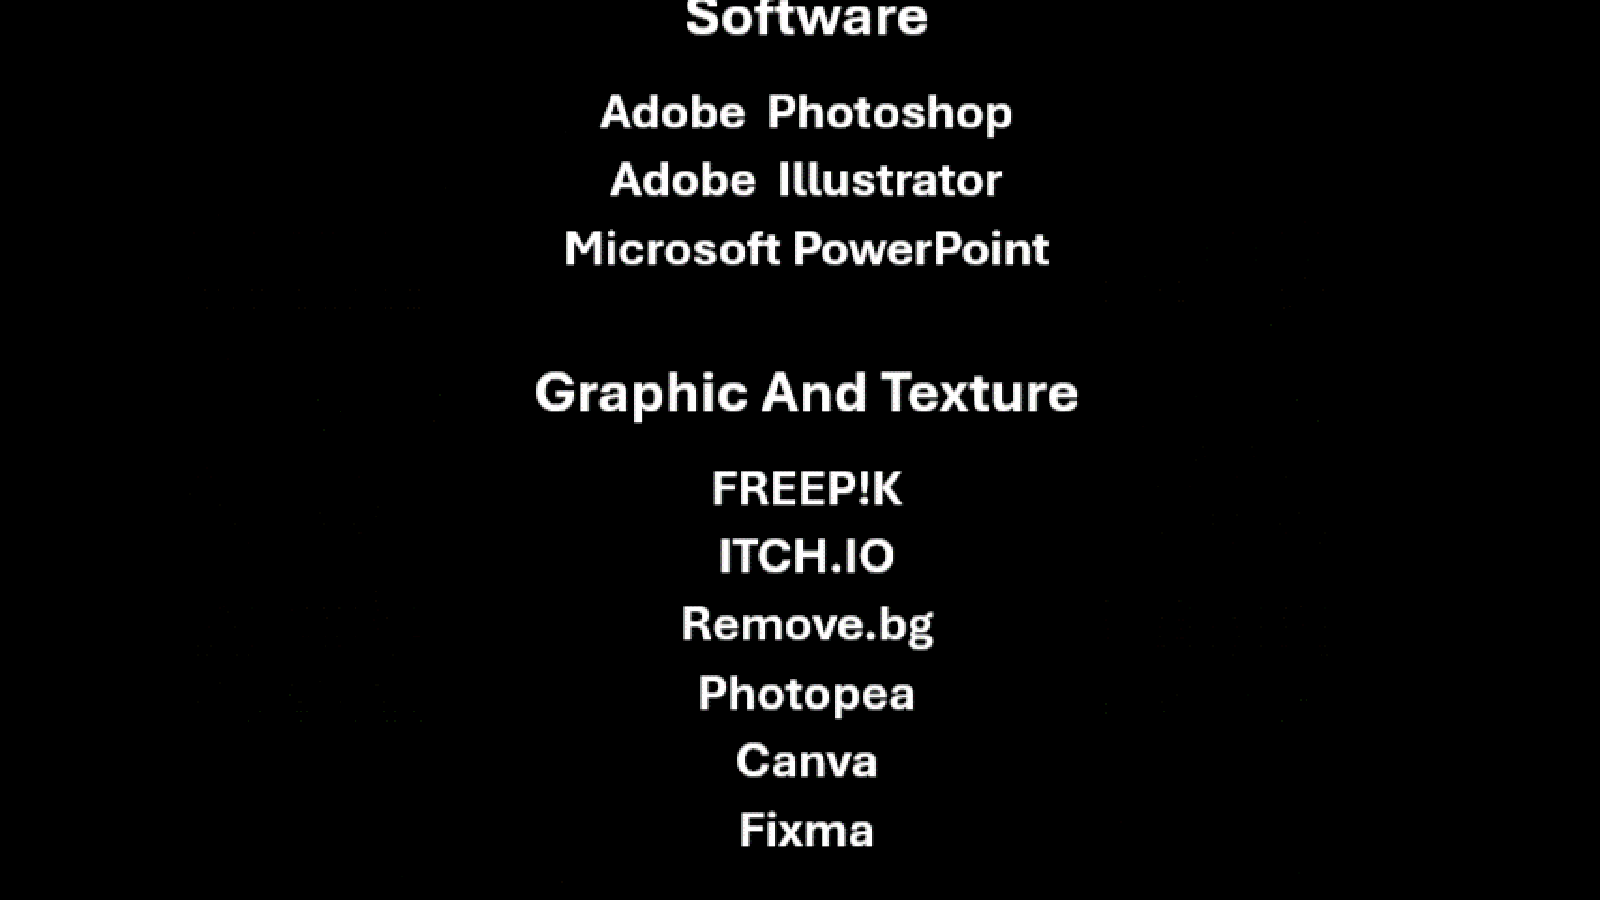 Software
Adobe Photoshop
Adobe Illustrator
Microsoft PowerPoint
Graphic And Texture
FREEP!K
ITCH.IO
Remove.bg
Photopea
Canva
Fixma